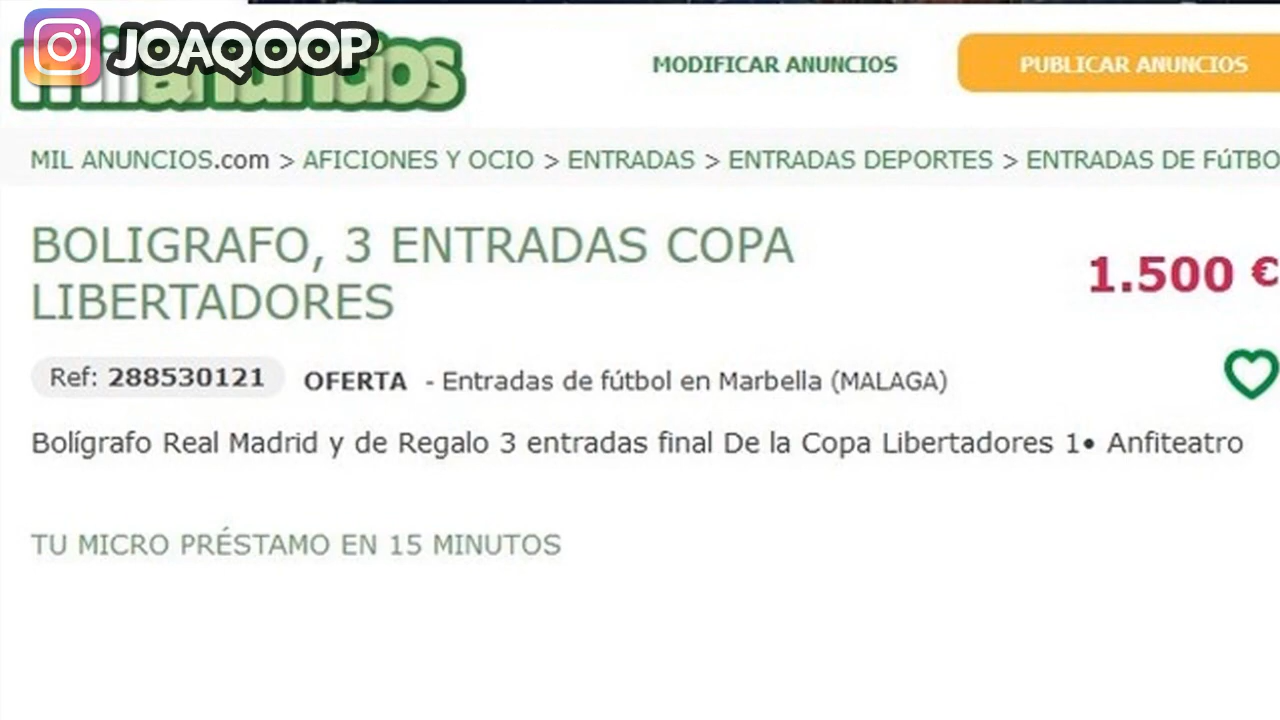 JOAQOOP
milanuncios
MODIFICAR ANUNCIOS
PUBLICAR ANUNCIOS
MIL ANUNCIOS.com > AFICIONES Y OCIO > ENTRADAS > ENTRADAS DEPORTES > ENTRADAS DE FúTBO
BOLIGRAFO, 3 ENTRADAS COPA
LIBERTADORES
1.500 €
Ref: 288530121 OFERTA - Entradas de fútbol en Marbella (MALAGA)
Bolígrafo Real Madrid y de Regalo 3 entradas final De la Copa Libertadores 1• Anfiteatro
TU MICRO PRÉSTAMO EN 15 MINUTOS